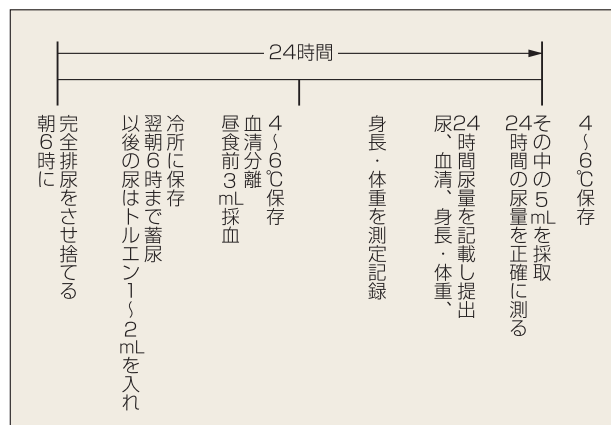 24時間
朝6時に
完全排尿をさせ捨てる
以後の尿はトルエン1～2mLを入れ
翌朝6時まで蓄尿
冷所に保存
昼食前3mL採血
血清分離
4～6℃保存
身長・体重を測定記録
尿、血清、身長・体重、
24時間尿量を記載し提出
24時間の尿量を正確に測る
その中の5mLを採取
4～6℃保存